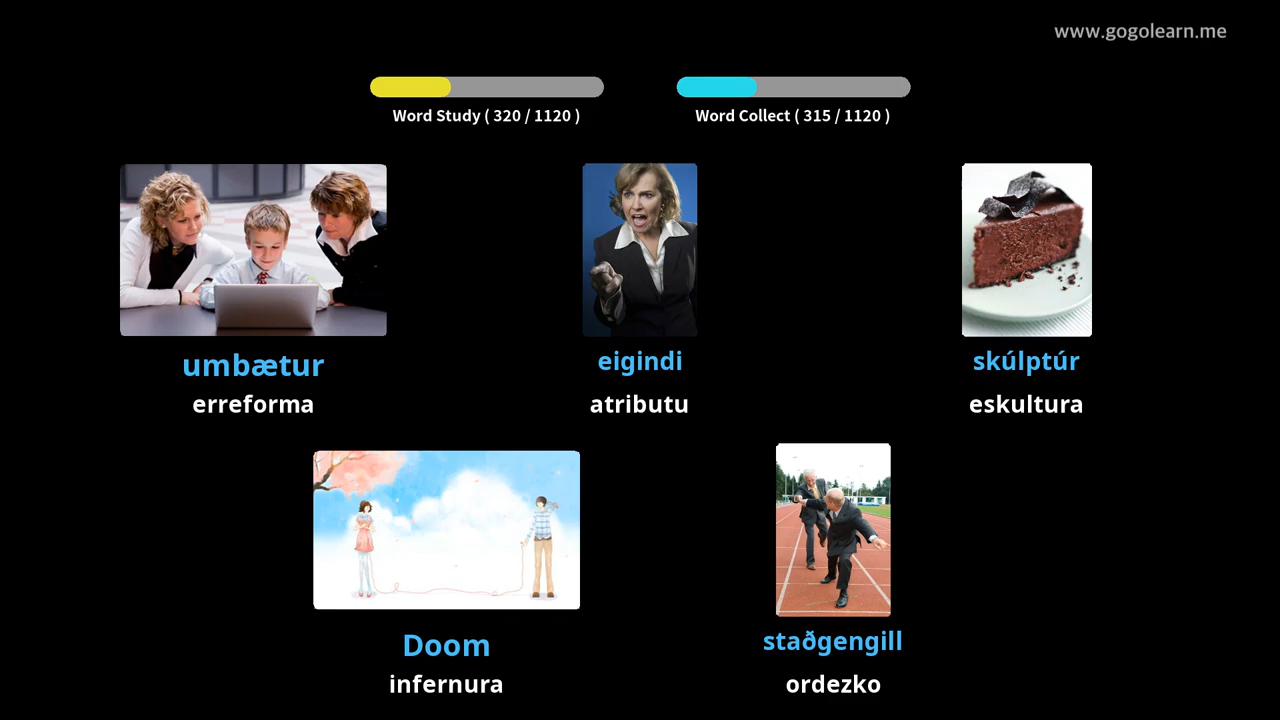 www.gogolearn.me
Word Study ( 320 / 1120 )
Word Collect ( 315 / 1120 )
umbætur
erreforma
eigindi
atributu
skúlptúr
eskultura
Doom
infernura
staðgengill
ordezko